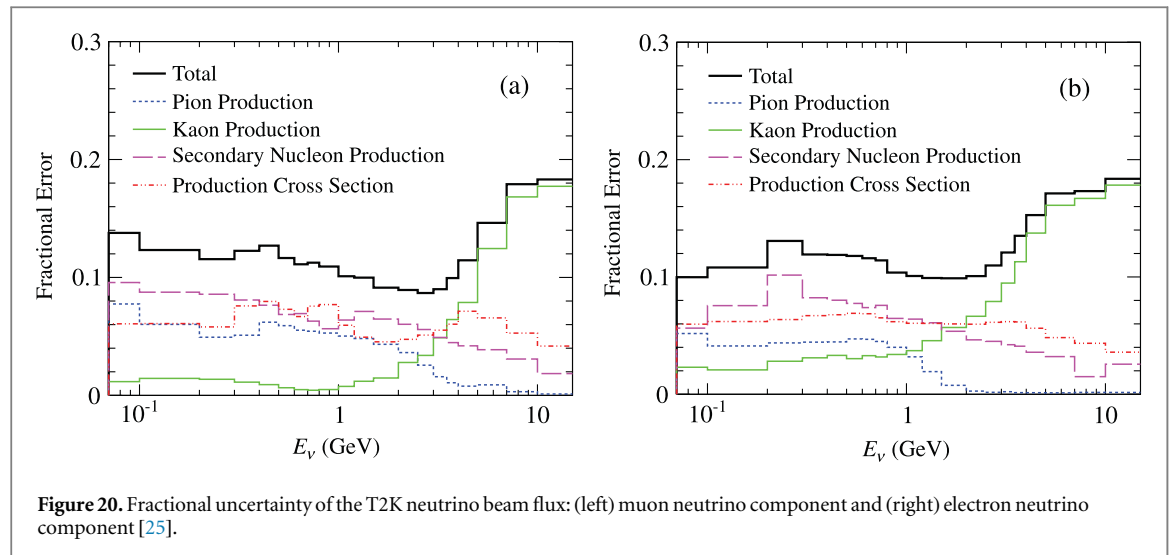 0.3
0.2
0.1
0
Fractional Error
Total
Pion Production
Kaon Production
Secondary Nucleon Production
Production Cross Section
(a)
10⁻¹
1
10
Eν (GeV)
0.3
0.2
0.1
0
Fractional Error
Total
Pion Production
Kaon Production
Secondary Nucleon Production
Production Cross Section
(b)
10⁻¹
1
10
Eν (GeV)
Figure 20. Fractional uncertainty of the T2K neutrino beam flux: (left) muon neutrino component and (right) electron neutrino
component [25].